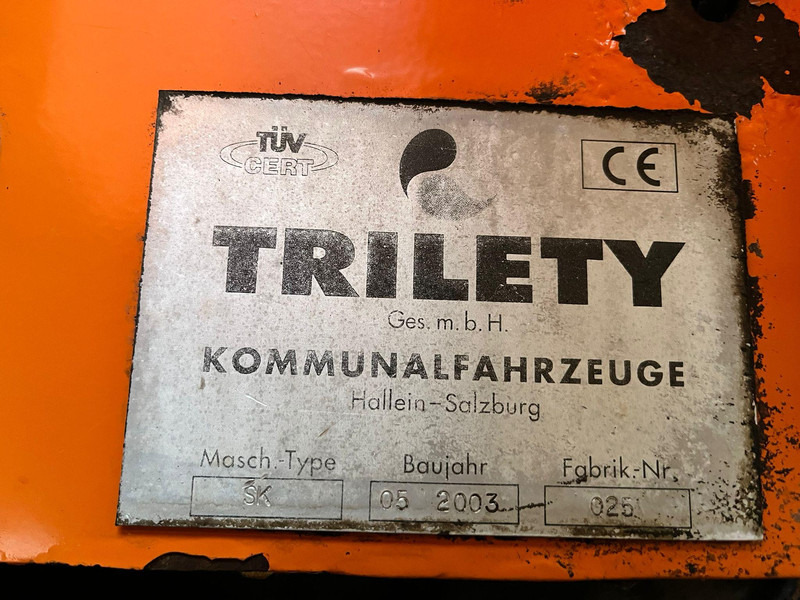 TÜV
CERT
CE
TRILETY
Ges. m. b. H.
KOMMUNALFAHRZEUGE
Hallein-Salzburg
Masch.-Type Baujahr Fabrik.-Nr.
SK 05 2003 025